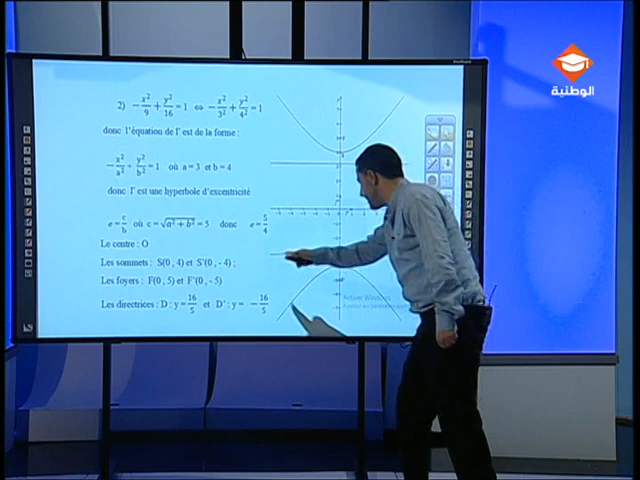 2) -x²/9 + y²/16 = 1 ⇔ -x²/3² + y²/4² = 1
donc l'équation de Γ est de la forme :
-x²/a² + y²/b² = 1 où a = 3 et b = 4
donc Γ est une hyperbole d'excentricité
e = c/b où c = √(a² + b²) = 5 donc e = 5/4
Le centre : O
Les sommets : S(0 , 4) et S'(0 , - 4) ;
Les foyers : F(0 , 5) et F'(0 , - 5)
Les directrices : D : y = 16/5 et D' : y = - 16/5
Activer Windows
الوطنية